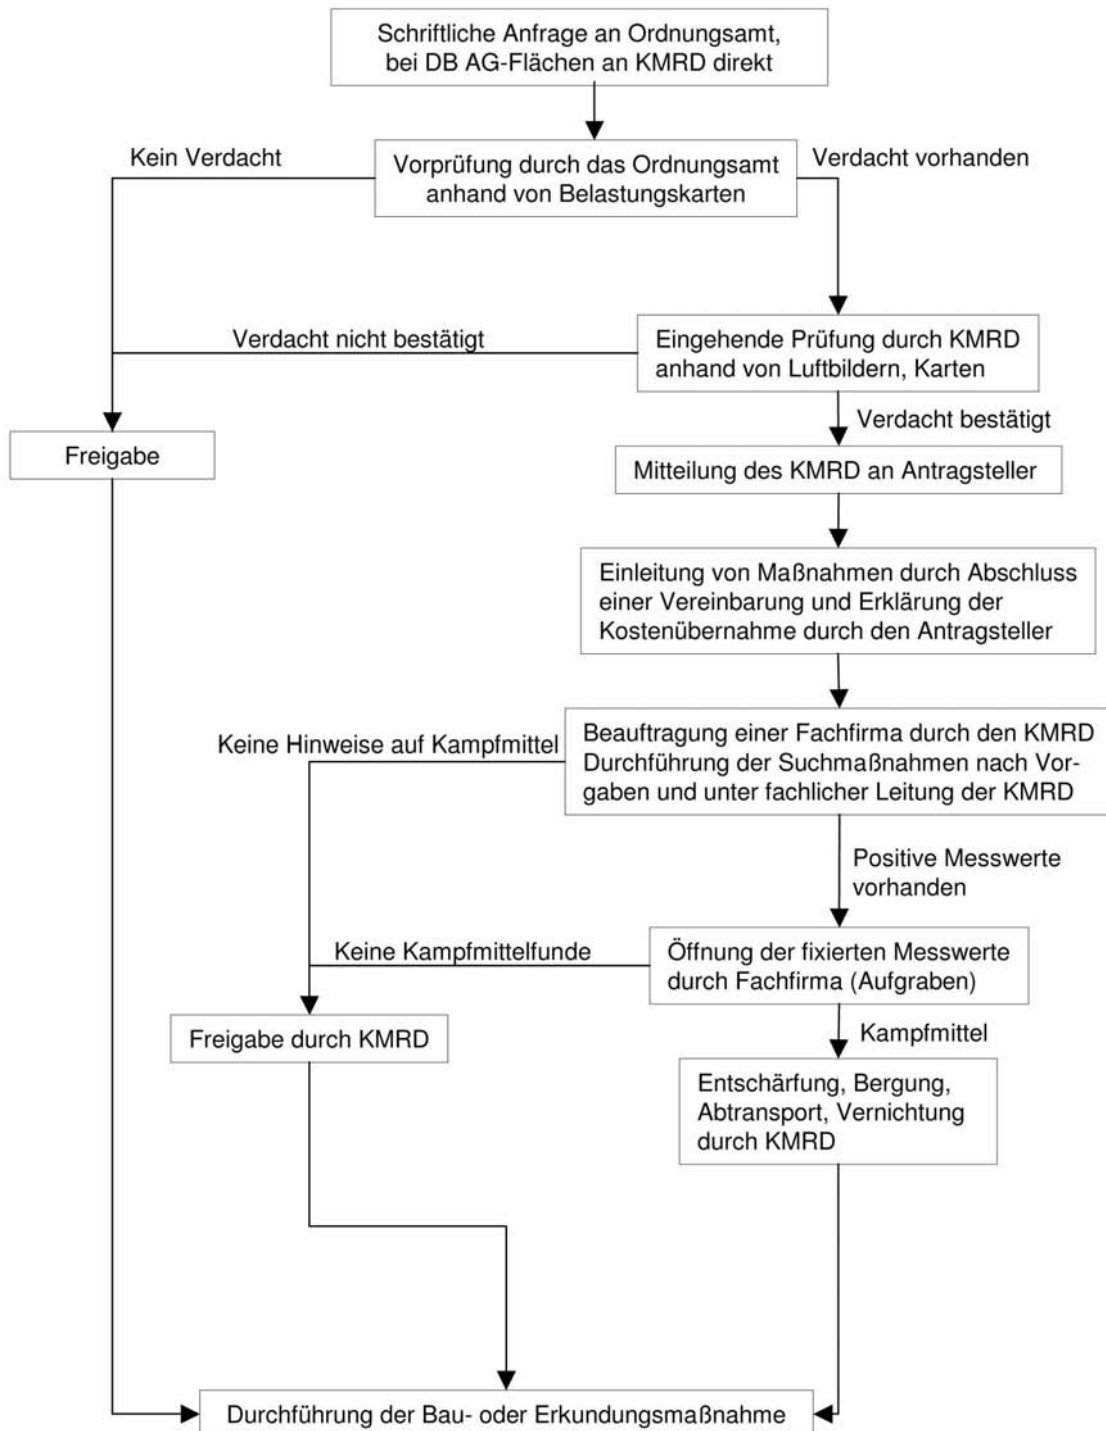 Schriftliche Anfrage an Ordnungsamt,
bei DB AG-Flächen an KMRD direkt
Kein Verdacht
Vorprüfung durch das Ordnungsamt
anhand von Belastungskarten
Verdacht vorhanden
Verdacht nicht bestätigt
Eingehende Prüfung durch KMRD
anhand von Luftbildern, Karten
Verdacht bestätigt
Freigabe
Mitteilung des KMRD an Antragsteller
Einleitung von Maßnahmen durch Abschluss
einer Vereinbarung und Erklärung der
Kostenübernahme durch den Antragsteller
Keine Hinweise auf Kampfmittel
Beauftragung einer Fachfirma durch den KMRD
Durchführung der Suchmaßnahmen nach Vor-
gaben und unter fachlicher Leitung der KMRD
Positive Messwerte
vorhanden
Keine Kampfmittelfunde
Öffnung der fixierten Messwerte
durch Fachfirma (Aufgraben)
Freigabe durch KMRD
Kampfmittel
Entschärfung, Bergung,
Abtransport, Vernichtung
durch KMRD
Durchführung der Bau- oder Erkundungsmaßnahme